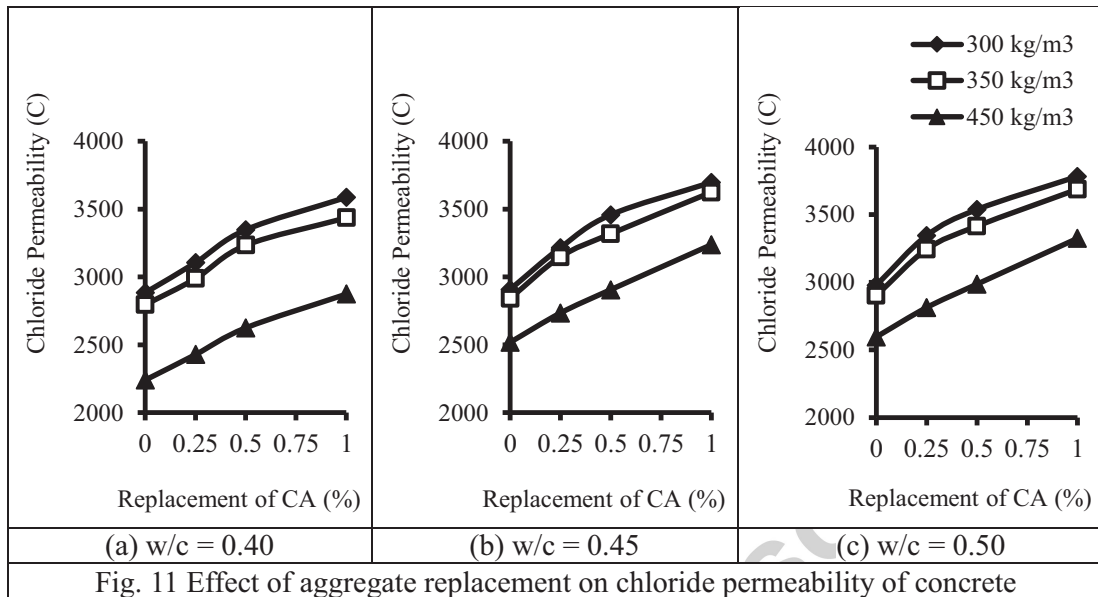 300 kg/m3
350 kg/m3
450 kg/m3
Chloride Permeability (C)
4000
3500
3000
2500
2000
0 0.25 0.5 0.75 1
Replacement of CA (%)
(a) w/c = 0.40
Chloride Permeability (C)
4000
3500
3000
2500
2000
0 0.25 0.5 0.75 1
Replacement of CA (%)
(b) w/c = 0.45
Chloride Permeability (C)
4000
3500
3000
2500
2000
0 0.25 0.5 0.75 1
Replacement of CA (%)
(c) w/c = 0.50
Fig. 11 Effect of aggregate replacement on chloride permeability of concrete